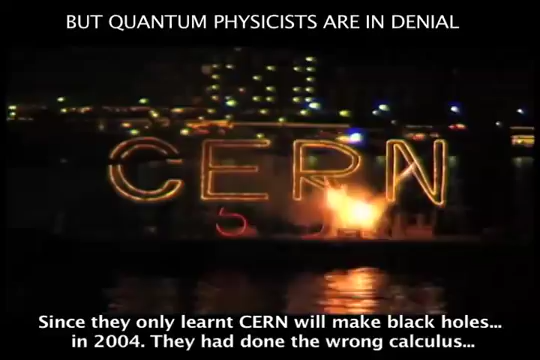 BUT QUANTUM PHYSICISTS ARE IN DENIAL
CERN
Since they only learnt CERN will make black holes...
in 2004. They had done the wrong calculus...